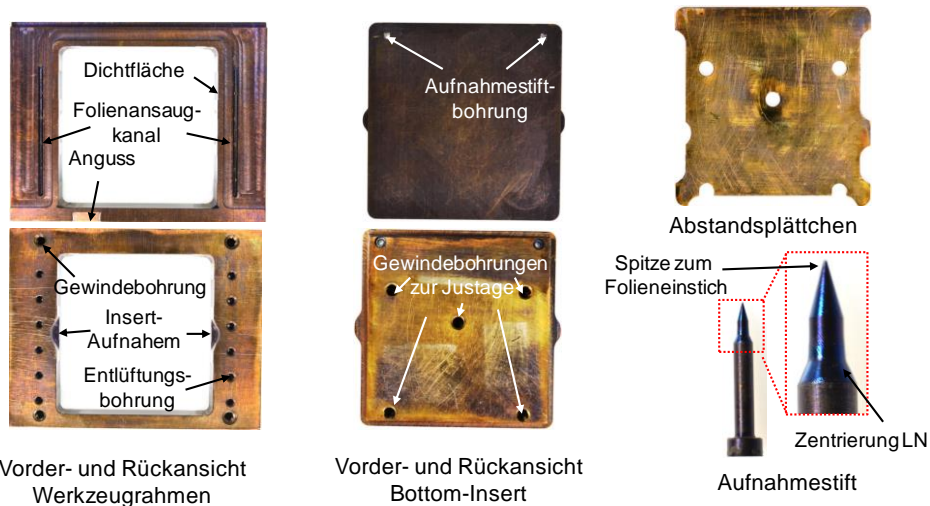 Dichtfläche
Folienansaug-
kanal
Anguss
Gewindebohrung
Insert-
Aufnahem
Entlüftungs-
bohrung
Vorder- und Rückansicht
Werkzeugrahmen
Aufnahmestift-
bohrung
Gewindebohrungen
zur Justage
Vorder- und Rückansicht
Bottom-Insert
Abstandsplättchen
Spitze zum
Folieneinstich
Zentrierung LN
Aufnahmestift